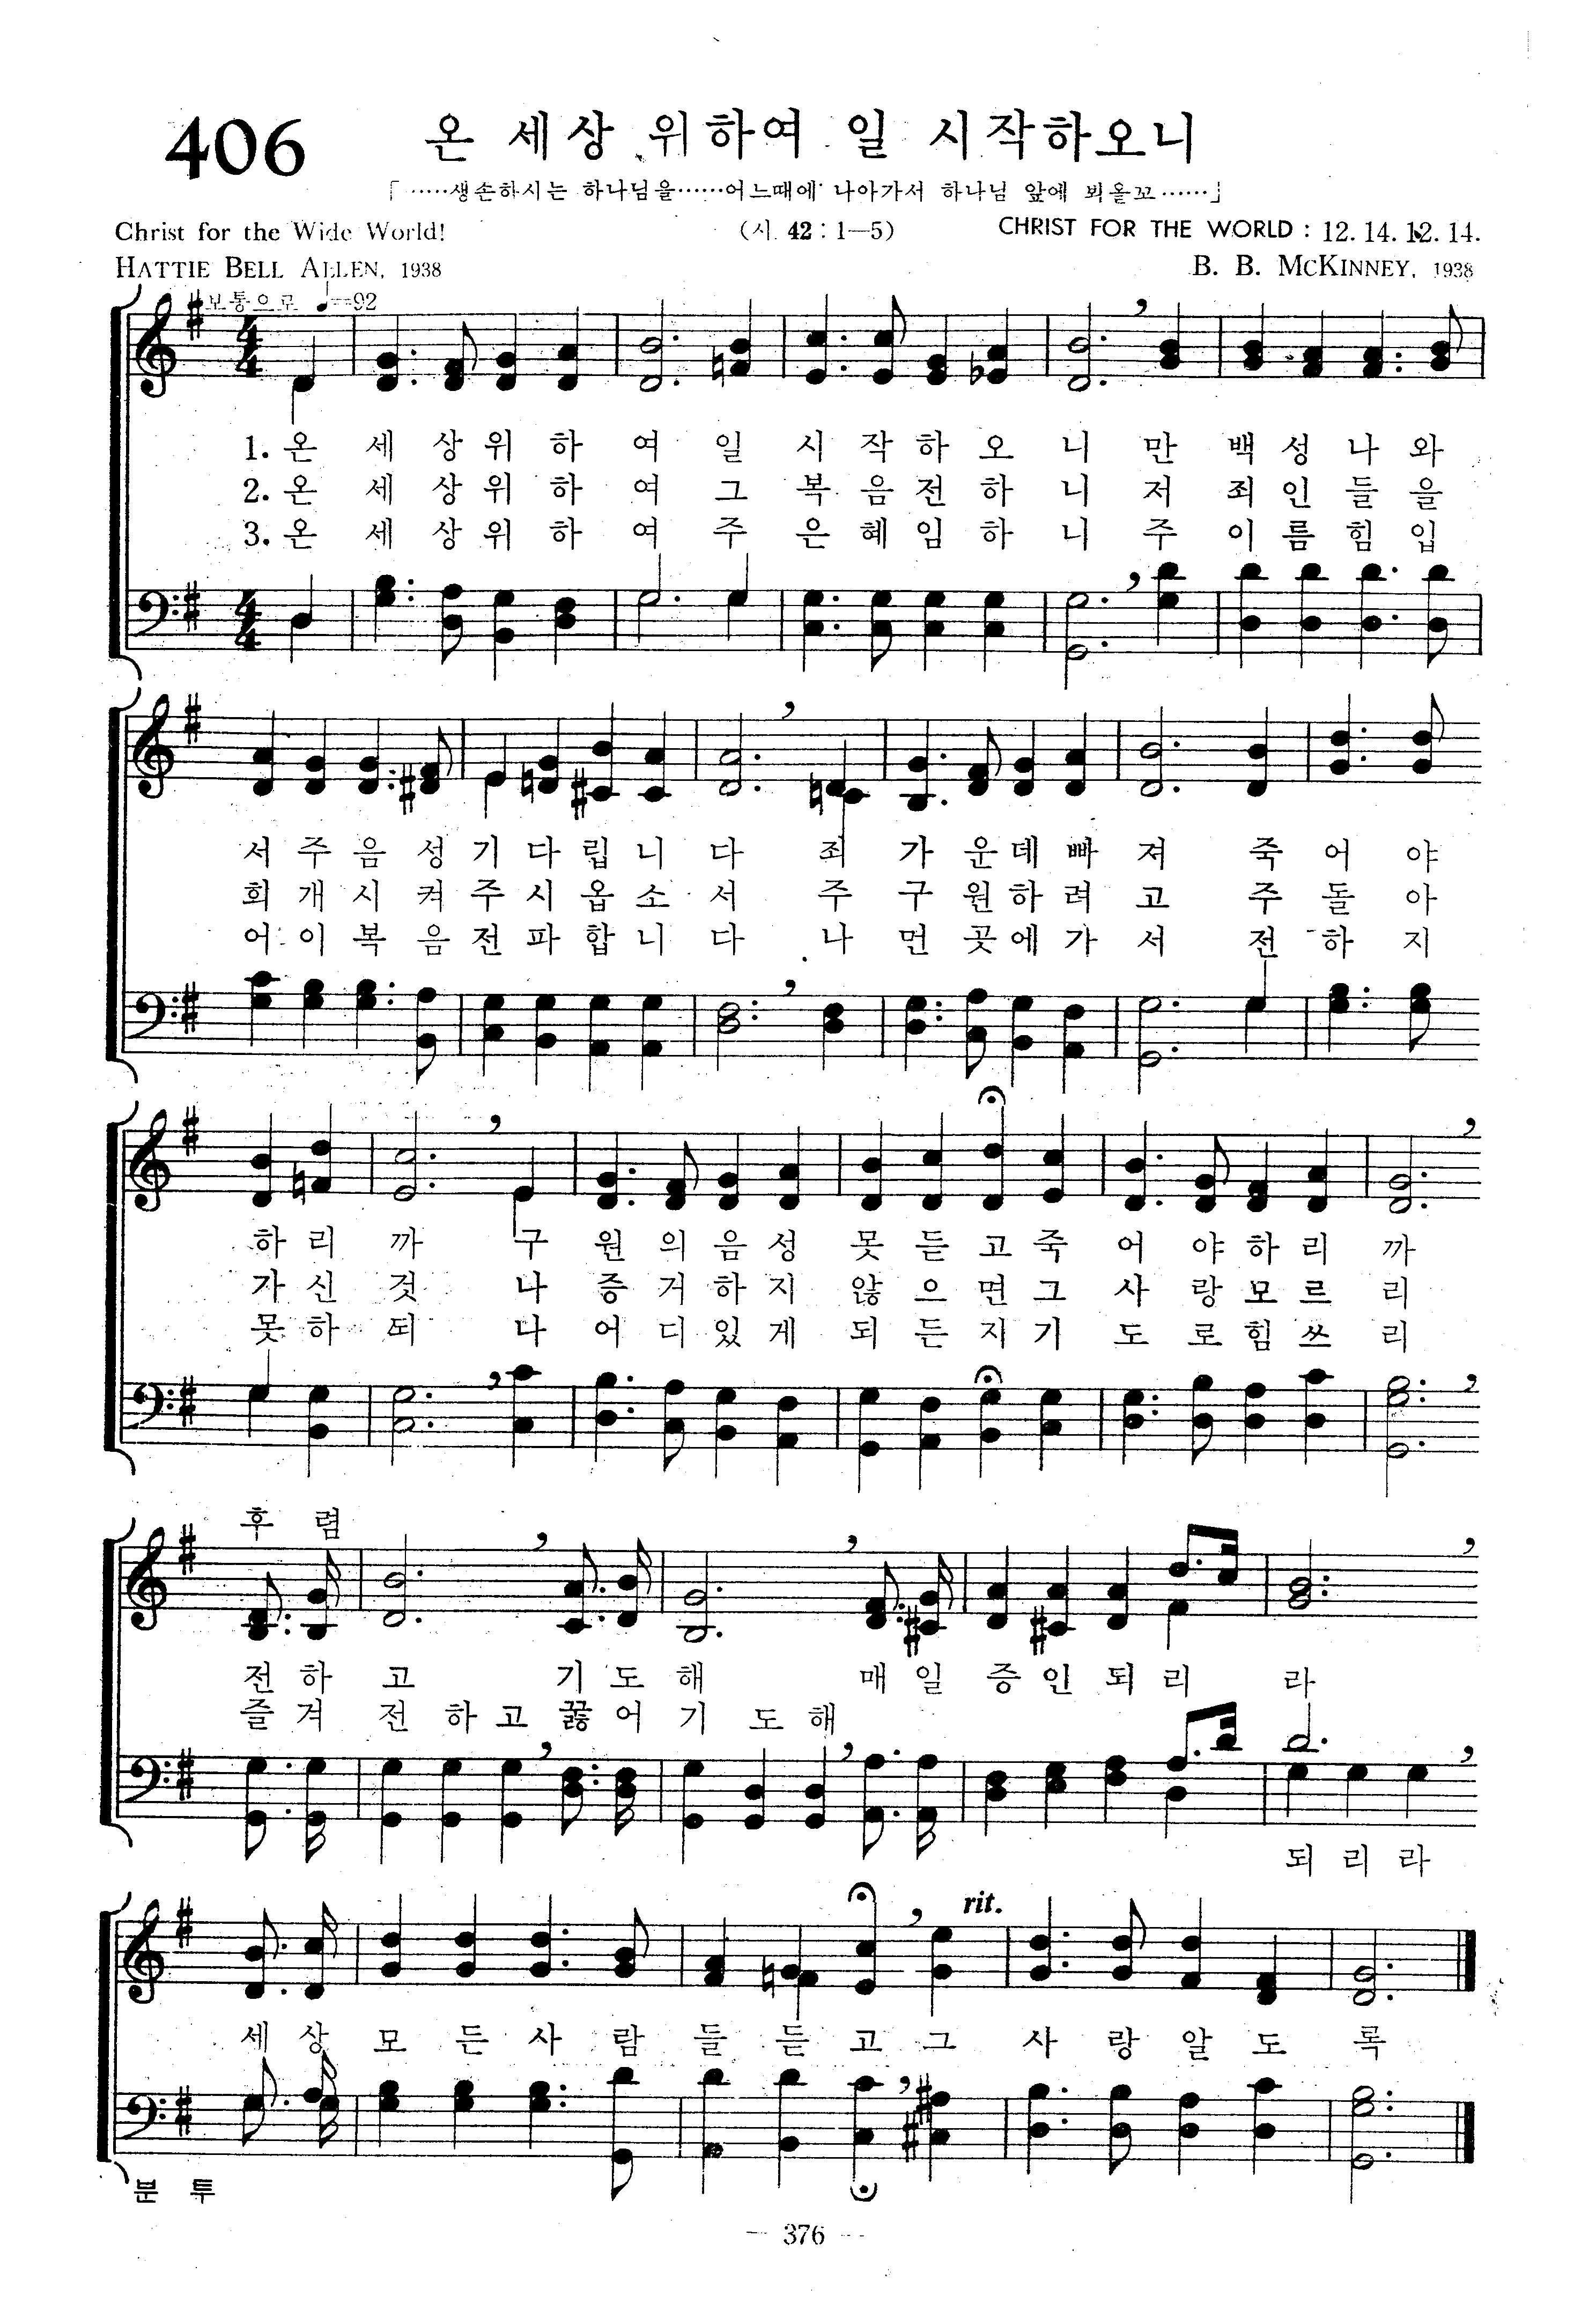 406
온 세상 위하여 일 시작하오니
「……생손하시는 하나님을……어느때에 나아가서 하나님 앞에 뵈올꼬……」
Christ for the Wide World!
(시. 42 : 1—5)
CHRIST FOR THE WORLD : 12. 14. 12. 14.
HATTIE BELL ALLEN, 1938
B. B. MCKINNEY, 1938
보통으로 ♩=92
1. 온 세 상 위 하 여 일 시 작 하 오 니 만 백 성 나 와
2. 온 세 상 위 하 여 그 복 음 전 하 니 저 죄 인 들 을
3. 온 세 상 위 하 여 주 은 혜 임 하 니 주 이 름 힘 입
서 주 음 성 기 다 립 니 다 죄 가 운 데 빠 져 죽 어 야
회 개 시 켜 주 시 옵 소 서 주 구 원 하 려 고 주 돌 아
어 이 복 음 전 파 합 니 다 나 먼 곳 에 가 서 전 하 지
하 리 까 구 원 의 음 성 못 듣 고 죽 어 야 하 리 까
가 신 것 나 증 거 하 지 않 으 면 그 사 랑 모 르 리
못 하 되 나 어 디 있 게 되 든 지 기 도 로 힘 쓰 리
후 렴
전 하 고 기 도 해 매 일 증 인 되 리 라
즐 겨 전 하 고 꿇 어 기 도 해
되 리 라
rit.
세 상 모 든 사 람 들 듣 고 그 사 랑 알 도 록
분 투
— 376 —